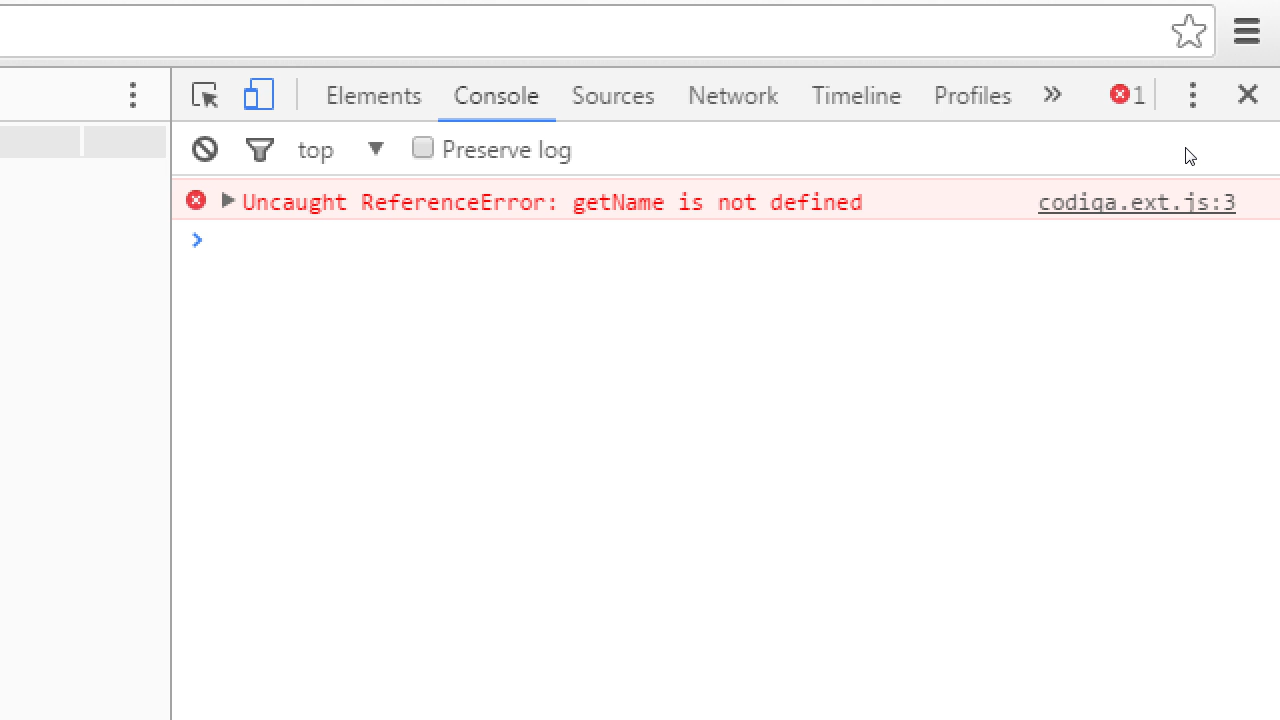 Elements Console Sources Network Timeline Profiles » 1
top Preserve log
Uncaught ReferenceError: getName is not defined codiqa.ext.js:3